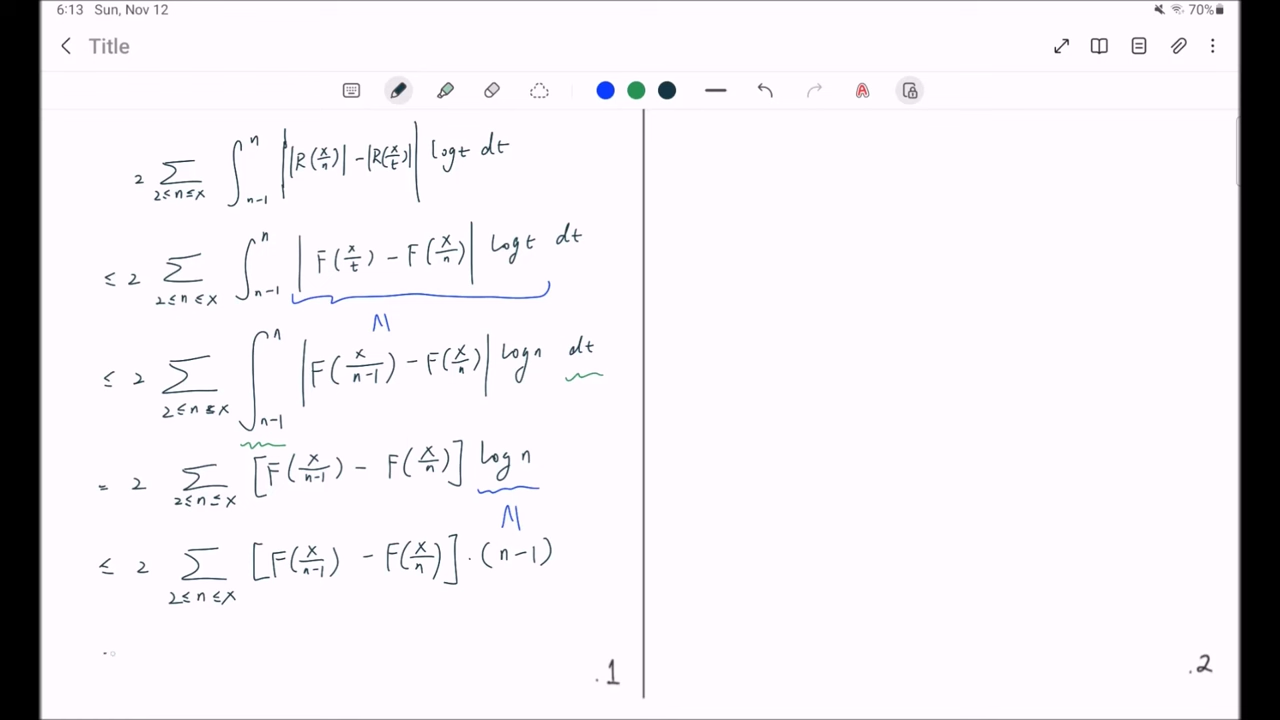 6:13 Sun, Nov 12 70%
Title
A
2 ∑_{2≤n≤x} ∫_{n-1}^{n} ||R(x/n)| - |R(x/t)|| log t dt
≤ 2 ∑_{2≤n≤x} ∫_{n-1}^{n} |F(x/t) - F(x/n)| log t dt
≤ 2 ∑_{2≤n≤x} ∫_{n-1}^{n} |F(x/(n-1)) - F(x/n)| log n dt
= 2 ∑_{2≤n≤x} [F(x/(n-1)) - F(x/n)] log n
≤ 2 ∑_{2≤n≤x} [F(x/(n-1)) - F(x/n)] · (n-1)
.1
.2